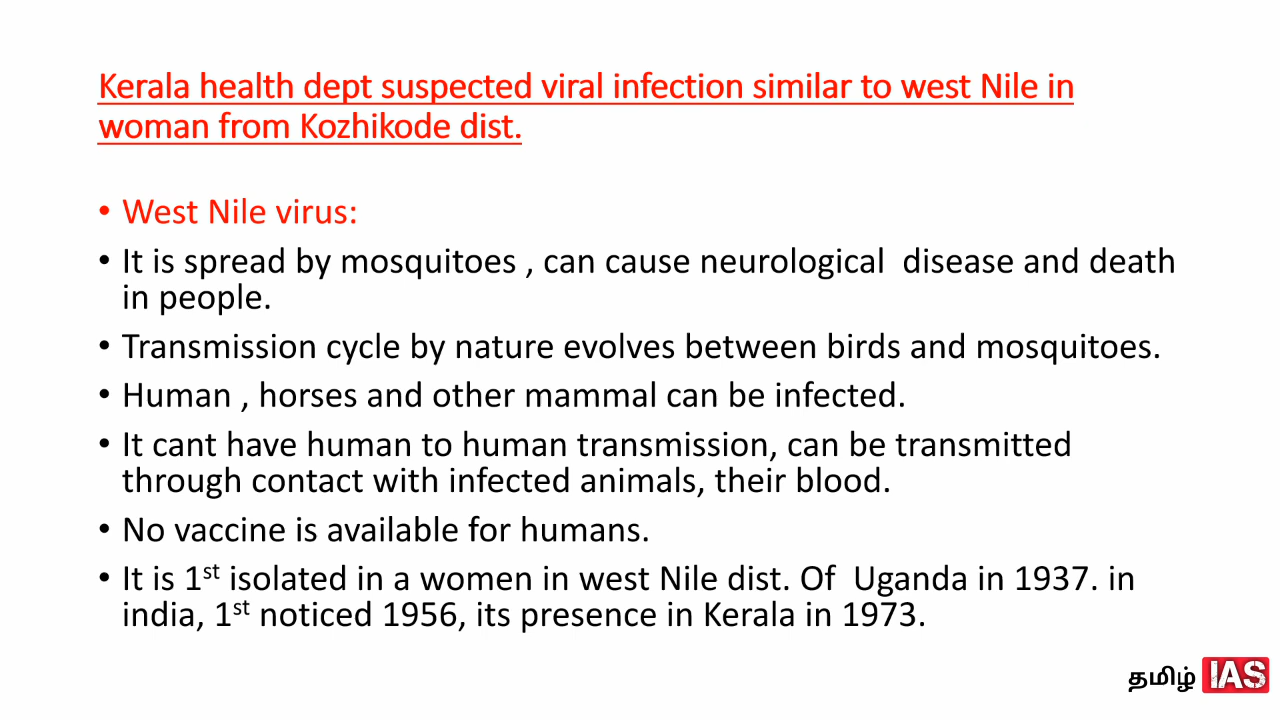 Kerala health dept suspected viral infection similar to west Nile in
woman from Kozhikode dist.
• West Nile virus:
• It is spread by mosquitoes , can cause neurological  disease and death
in people.
• Transmission cycle by nature evolves between birds and mosquitoes.
• Human , horses and other mammal can be infected.
• It cant have human to human transmission, can be transmitted
through contact with infected animals, their blood.
• No vaccine is available for humans.
• It is 1st isolated in a women in west Nile dist. Of  Uganda in 1937. in
india, 1st noticed 1956, its presence in Kerala in 1973.
தமிழ் IAS